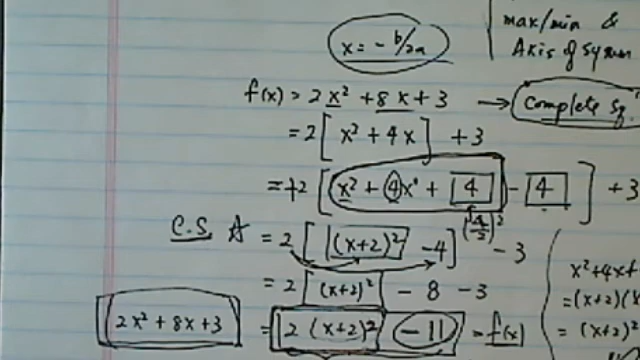 max/min &
Axis of Symm
x = - b/2a
f(x) = 2x² + 8x + 3 → Complete Sq.
= 2[ x² + 4x ] + 3
= +2[ x² + 4x + 4 - 4 ] + 3
(4/2)²
C.S. A = 2[ (x+2)² - 4 ] - 3
= 2 (x+2)² - 8 - 3
2x² + 8x + 3 = 2 (x+2)² - 11 = f(x)
x² + 4x +
= (x+2)(x
= (x+2)²